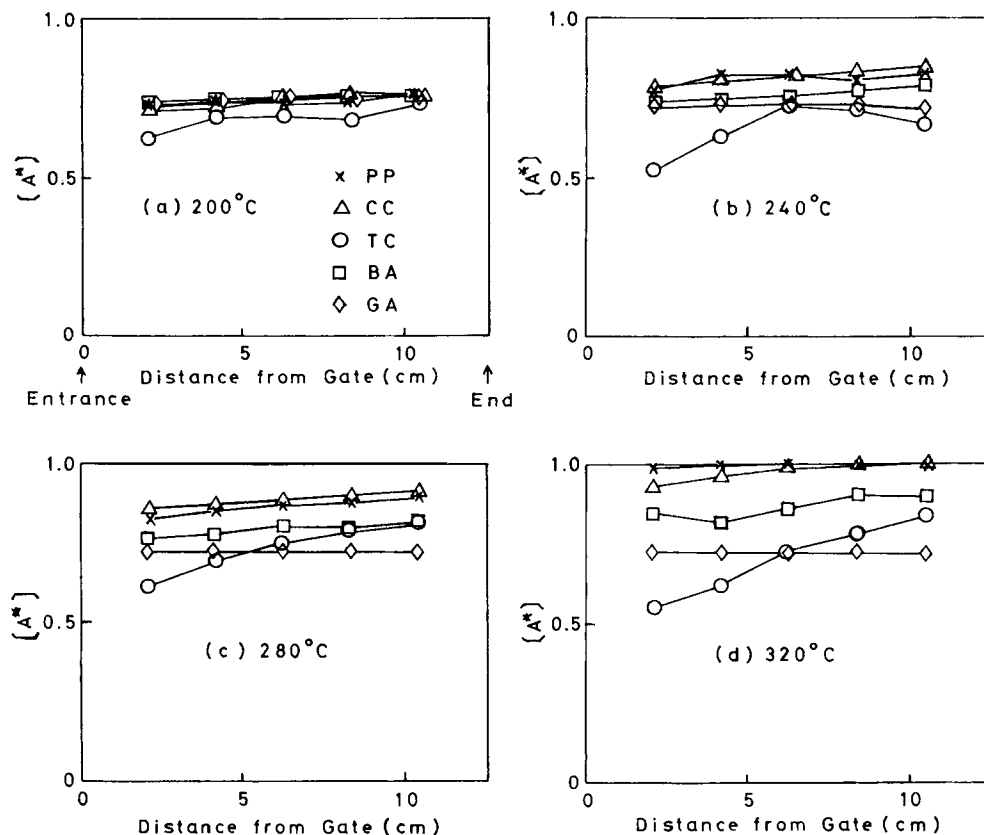 1.0
0.5
0
[A*]
(a) 200°C
× PP
△ CC
○ TC
□ BA
◇ GA
0 5 10
Distance from Gate (cm)
↑ ↑
Entrance End
1.0
0.5
0
[A*]
(b) 240°C
0 5 10
Distance from Gate (cm)
1.0
0.5
0
[A*]
(c) 280°C
0 5 10
Distance from Gate (cm)
1.0
0.5
0
[A*]
(d) 320°C
0 5 10
Distance from Gate (cm)